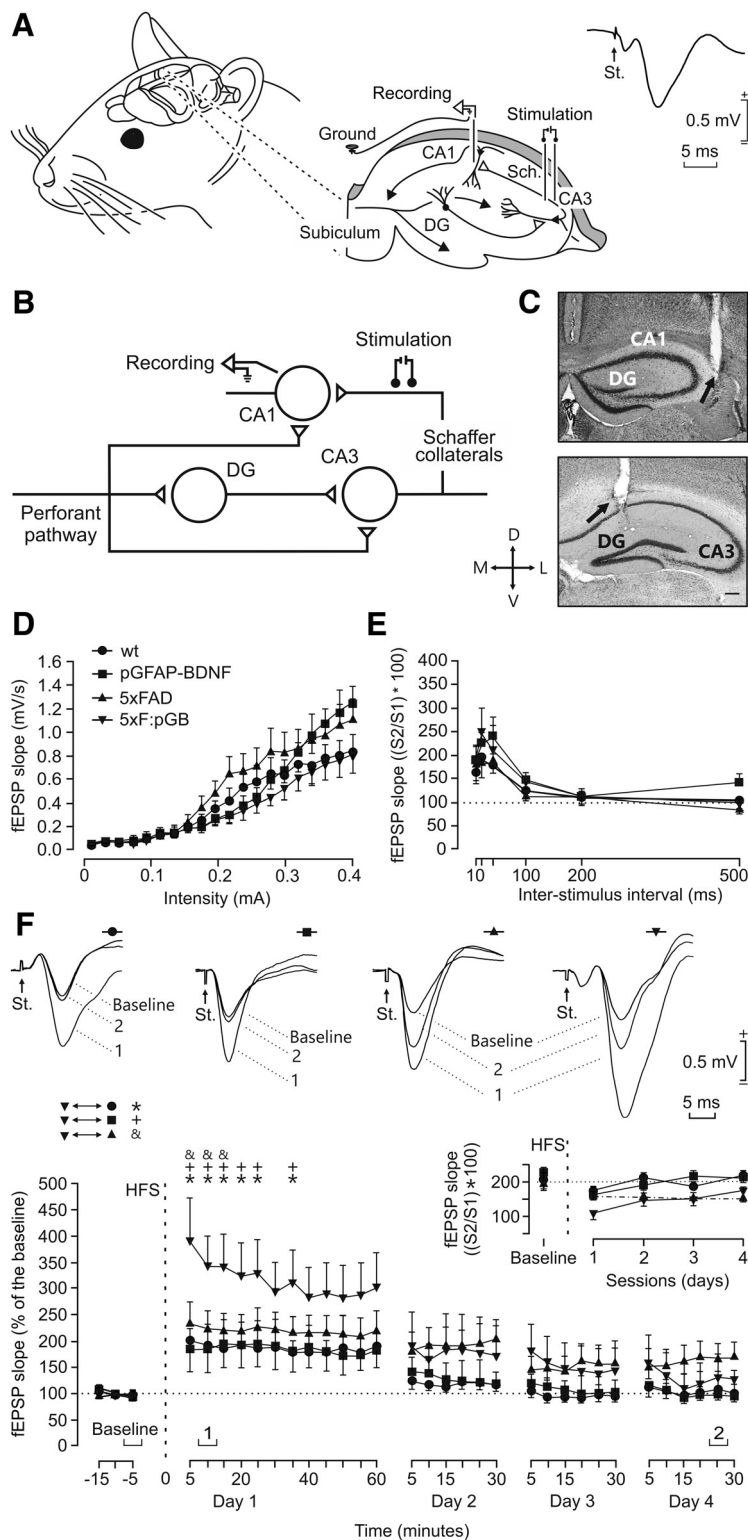 A
Recording
Stimulation
Ground
CA1
Sch.
CA3
DG
Subiculum
St.
+
0.5 mV
–
5 ms
B
Recording
Stimulation
CA1
Schaffer
collaterals
DG
CA3
Perforant
pathway
C
CA1
DG
DG
CA3
D
M
L
V
D
wt
pGFAP-BDNF
5xFAD
5xF:pGB
fEPSP slope (mV/s)
1.6
1.4
1.2
1.0
0.8
0.6
0.4
0.2
0.0
0 0.1 0.2 0.3 0.4
Intensity (mA)
E
fEPSP slope ((S2/S1) * 100)
400
350
300
250
200
150
100
50
0
10 100 200 500
Inter-stimulus interval (ms)
F
St.
Baseline
2
1
St.
Baseline
2
1
St.
Baseline
2
1
St.
+
0.5 mV
–
5 ms
*
+
&
fEPSP slope (% of the baseline)
500
450
400
350
300
250
200
150
100
50
0
HFS
& & &
+ + + + + +
* * * * * *
Baseline
1
2
fEPSP slope
((S2/S1) *100)
HFS
200
100
Baseline
1 2 3 4
Sessions (days)
-15 -5 0 5 20 40 60 5 15 30 5 15 30 5 15 30
Day 1 Day 2 Day 3 Day 4
Time (minutes)